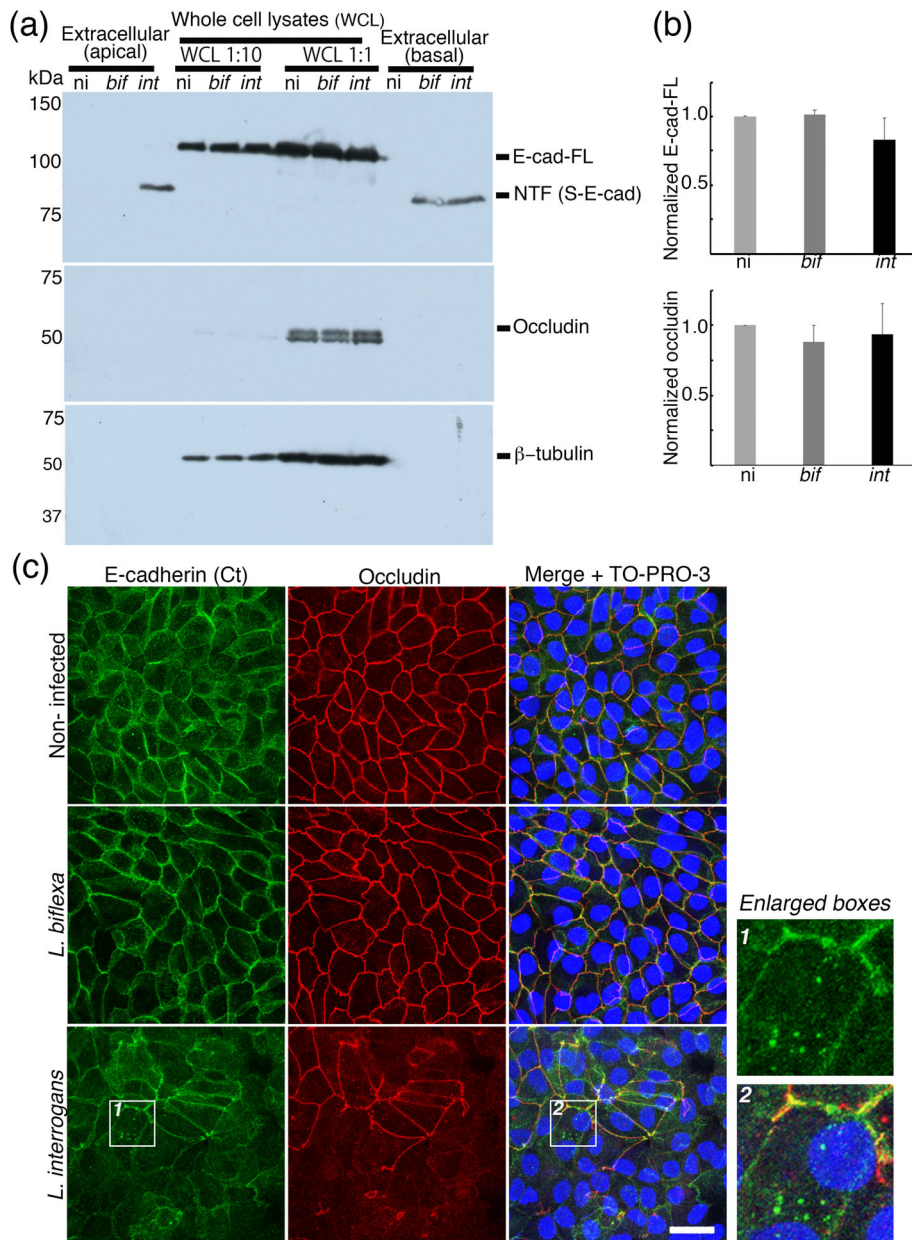 (a)
Extracellular
(apical)
Whole cell lysates (WCL)
WCL 1:10
WCL 1:1
Extracellular
(basal)
kDa
ni bif int
ni bif int
ni bif int
ni bif int
150
100
75
E-cad-FL
NTF (S-E-cad)
75
50
Occludin
75
50
37
β-tubulin
(b)
Normalized E-cad-FL
1.0
0.5
ni bif int
Normalized occludin
1.0
0.5
ni bif int
(c)
E-cadherin (Ct)
Occludin
Merge + TO-PRO-3
Non- infected
L. biflexa
L. interrogans
1
2
Enlarged boxes
1
2